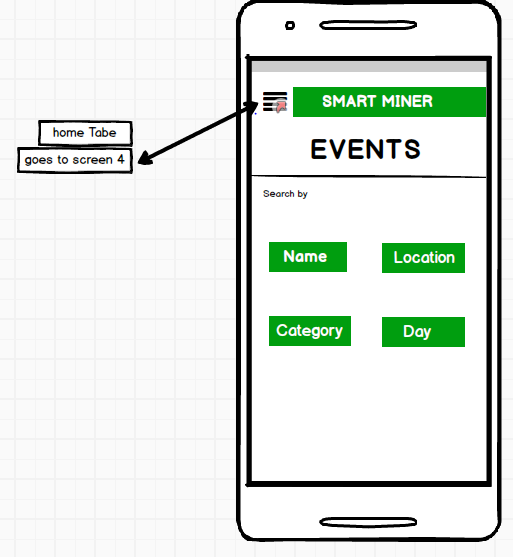 home Tabe
goes to screen 4
SMART MINER
EVENTS
Search by
Name
Location
Category
Day